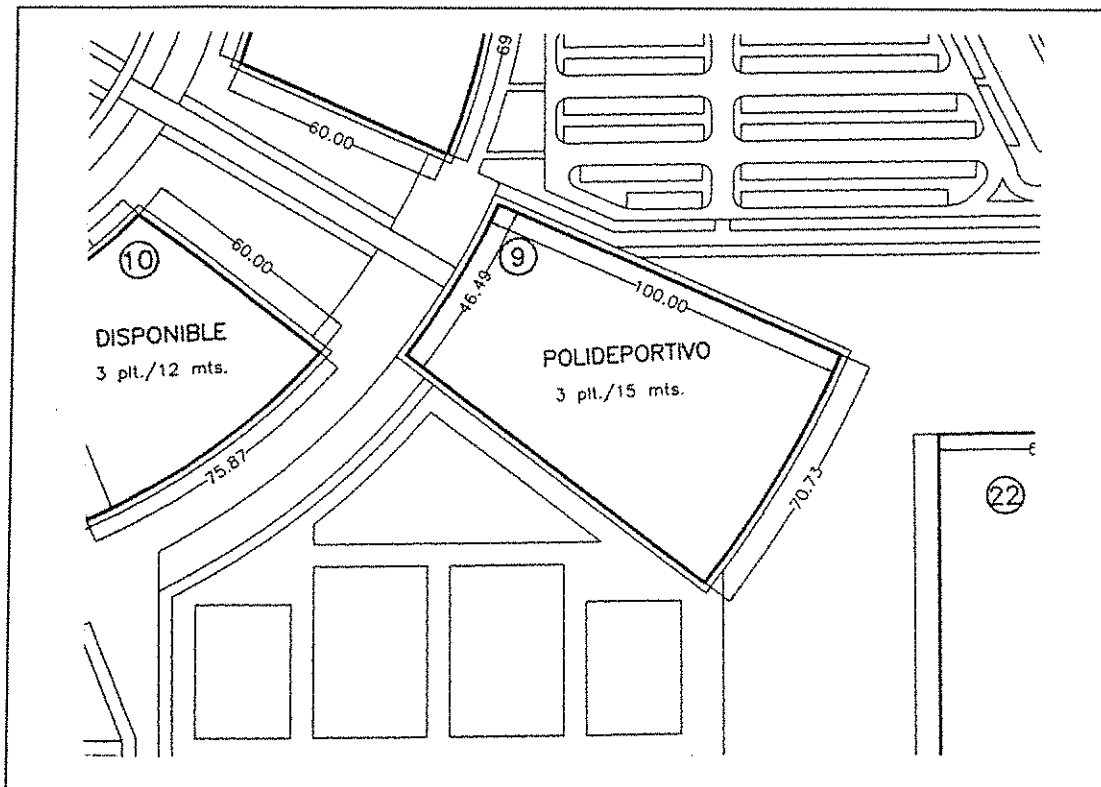 69
60.00
10
60.00
DISPONIBLE
3 plt./12 mts.
75.87
9
46.49
100.00
POLIDEPORTIVO
3 plt./15 mts.
70.73
22